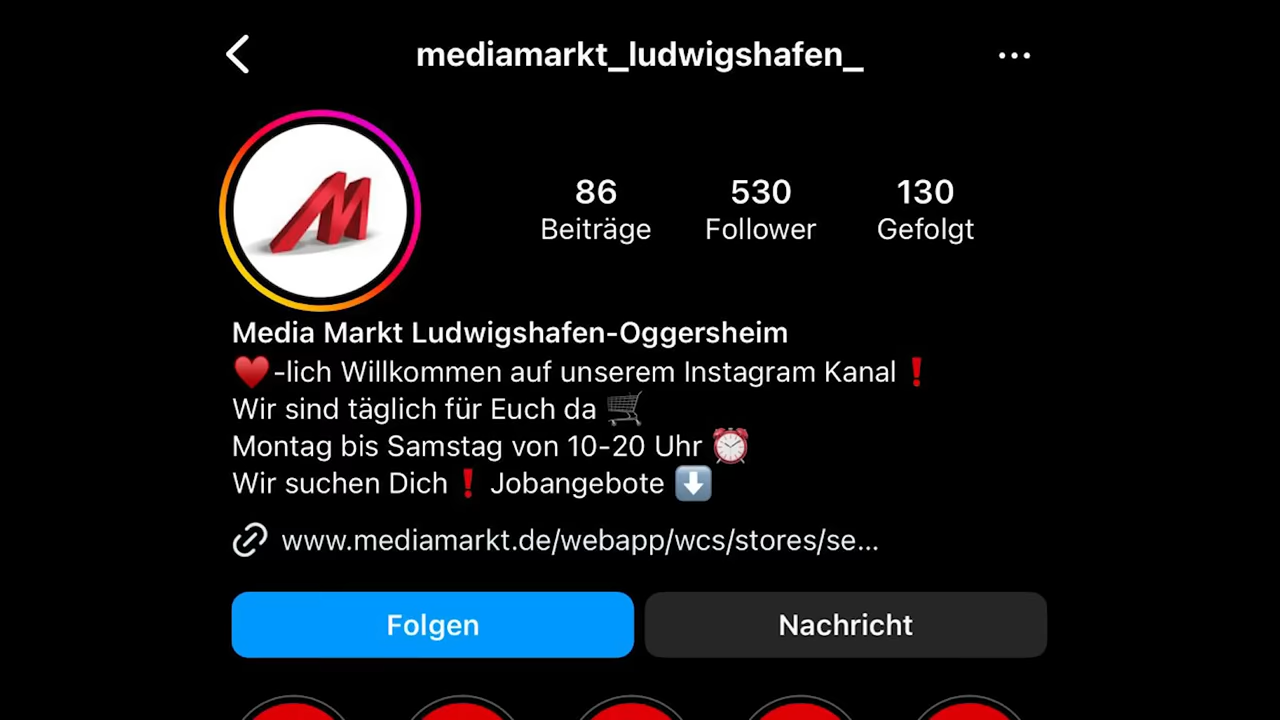 mediamarkt_ludwigshafen_
86 530 130
Beiträge Follower Gefolgt
Media Markt Ludwigshafen-Oggersheim
♥️-lich Willkommen auf unserem Instagram Kanal❗
Wir sind täglich für Euch da 🛒
Montag bis Samstag von 10-20 Uhr ⏰
Wir suchen Dich❗ Jobangebote ⬇️
www.mediamarkt.de/webapp/wcs/stores/se...
Folgen Nachricht